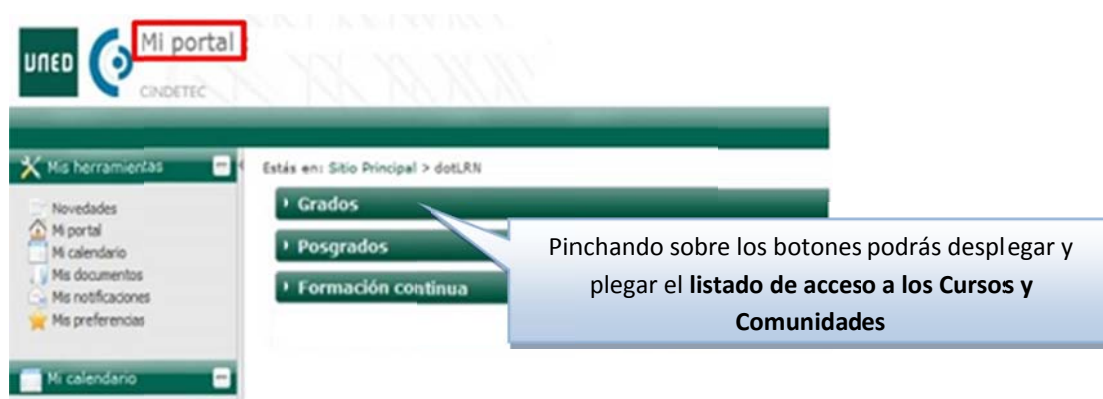 Mi portal
UNED
CINDETEC
Mis herramientas
Estás en: Sitio Principal > dotLRN
Novedades
Mi portal
Mi calendario
Mis documentos
Mis notificaciones
Mis preferencias
Grados
Posgrados
Formación continua
Pinchando sobre los botones podrás desplegar y
plegar el listado de acceso a los Cursos y
Comunidades
Mi calendario